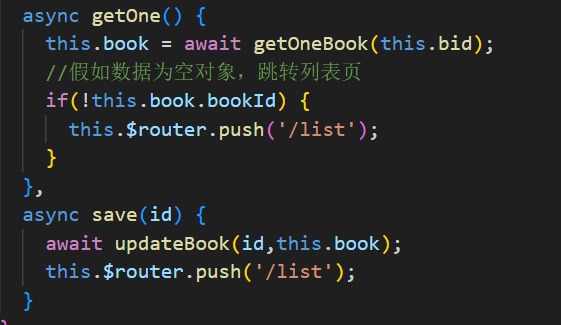 async getOne() {
this.book = await getOneBook(this.bid);
//假如数据为空对象，跳转列表页
if(!this.book.bookId) {
this.$router.push('/list');
}
},
async save(id) {
await updateBook(id,this.book);
this.$router.push('/list');
}
}